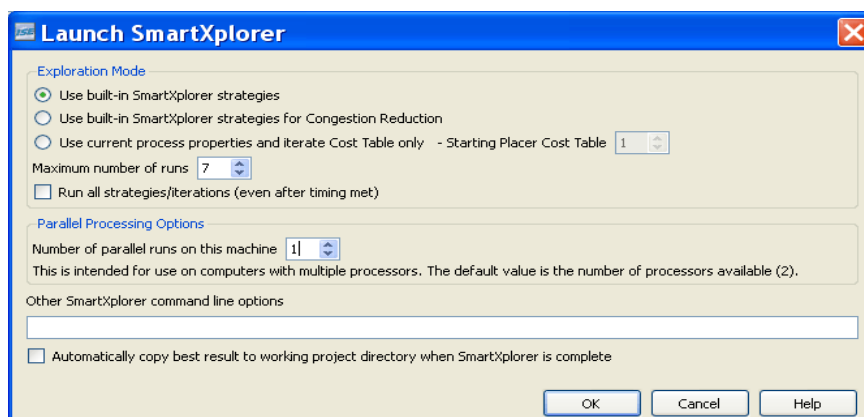 ISE Launch SmartXplorer
Exploration Mode
Use built-in SmartXplorer strategies
Use built-in SmartXplorer strategies for Congestion Reduction
Use current process properties and iterate Cost Table only - Starting Placer Cost Table 1
Maximum number of runs 7
Run all strategies/iterations (even after timing met)
Parallel Processing Options
Number of parallel runs on this machine 1
This is intended for use on computers with multiple processors. The default value is the number of processors available (2).
Other SmartXplorer command line options
Automatically copy best result to working project directory when SmartXplorer is complete
OK Cancel Help